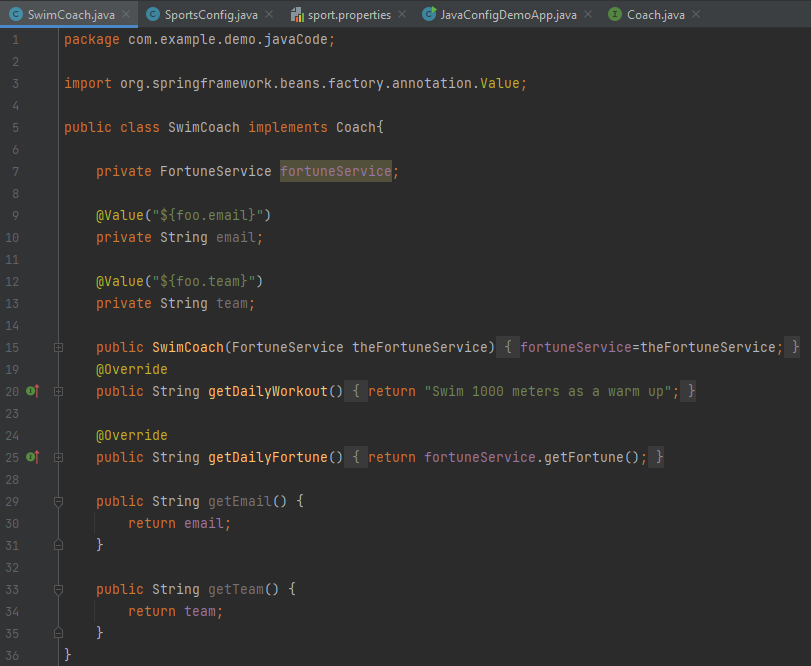 SwimCoach.java SportsConfig.java sport.properties JavaConfigDemoApp.java Coach.java
1 package com.example.demo.javaCode;
2
3 import org.springframework.beans.factory.annotation.Value;
4
5 public class SwimCoach implements Coach{
6
7 private FortuneService fortuneService;
8
9 @Value("${foo.email}")
10 private String email;
11
12 @Value("${foo.team}")
13 private String team;
14
15 public SwimCoach(FortuneService theFortuneService) { fortuneService=theFortuneService; }
19 @Override
20 public String getDailyWorkout() { return "Swim 1000 meters as a warm up"; }
23
24 @Override
25 public String getDailyFortune() { return fortuneService.getFortune(); }
28
29 public String getEmail() {
30 return email;
31 }
32
33 public String getTeam() {
34 return team;
35 }
36 }